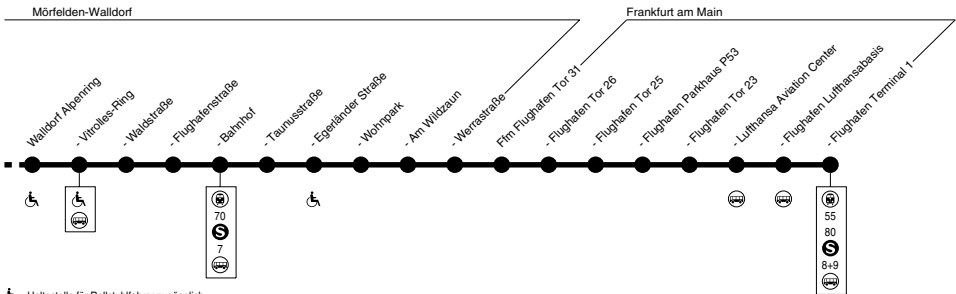 Mörfelden-Walldorf
Frankfurt am Main
Walldorf Alpenring
- Vitrolles-Ring
- Waldstraße
- Flughafenstraße
- Bahnhof
- Taunusstraße
- Egerländer Straße
- Wohnpark
- Am Wildzaun
- Werrastraße
Ffm Flughafen Tor 31
- Flughafen Tor 26
- Flughafen Tor 25
- Flughafen Parkhaus P53
- Flughafen Tor 23
- Lufthansa Aviation Center
- Flughafen Lufthansabasis
- Flughafen Terminal 1
70
S
7
55
80
S
8+9